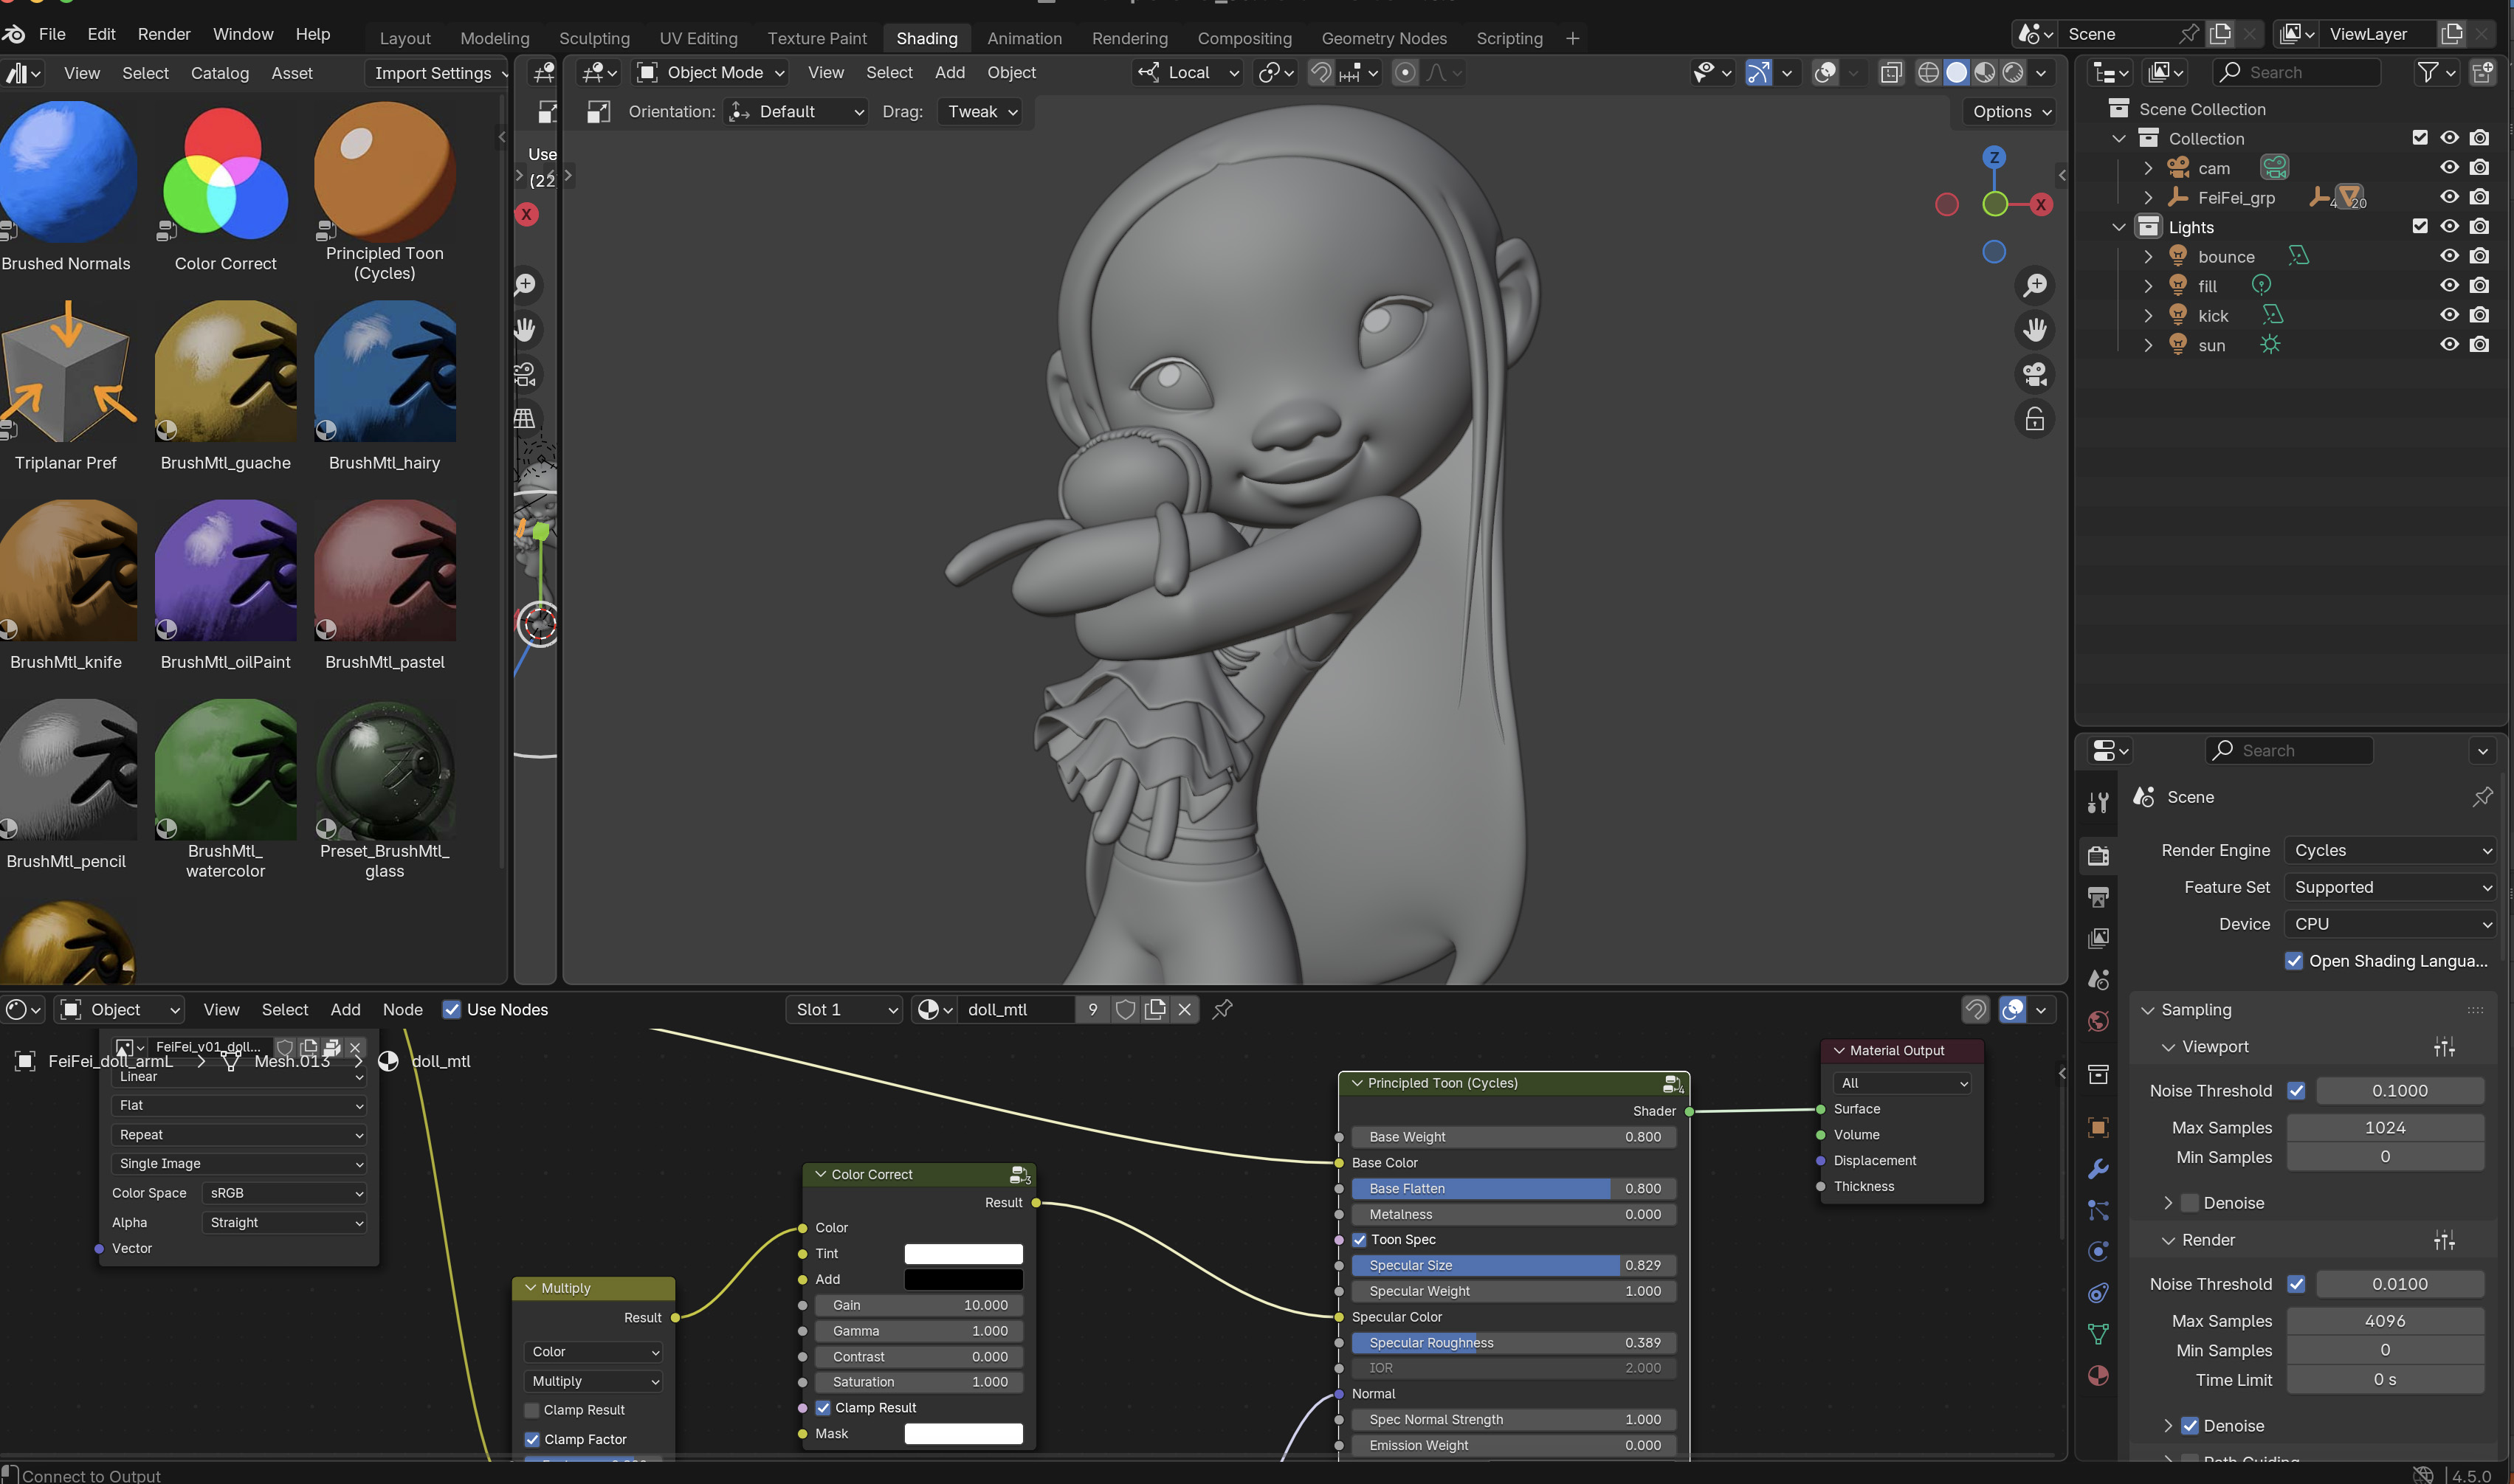 File Edit Render Window Help
Layout Modeling Sculpting UV Editing Texture Paint Shading Animation Rendering Compositing Geometry Nodes Scripting +
Scene
ViewLayer
View Select Catalog Asset Import Settings
Object Mode View Select Add Object
Local
Search
Orientation: Default Drag: Tweak
Options
Use
(22
X
Z
X
Brushed Normals
Color Correct
Principled Toon
(Cycles)
Triplanar Pref
BrushMtl_guache
BrushMtl_hairy
BrushMtl_knife
BrushMtl_oilPaint
BrushMtl_pastel
BrushMtl_pencil
BrushMtl_
watercolor
Preset_BrushMtl_
glass
Scene Collection
Collection
cam
FeiFei_grp
4
20
Lights
bounce
fill
kick
sun
Search
Scene
Render Engine Cycles
Feature Set Supported
Device CPU
Open Shading Langua...
Sampling
Viewport
Noise Threshold 0.1000
Max Samples 1024
Min Samples 0
Denoise
Render
Noise Threshold 0.0100
Max Samples 4096
Min Samples 0
Time Limit 0 s
Denoise
Object View Select Add Node Use Nodes
Slot 1
doll_mtl 9
FeiFei_v01_doll...
FeiFei_doll_armL > Mesh.013 > doll_mtl
Linear
Flat
Repeat
Single Image
Color Space sRGB
Alpha Straight
Vector
Multiply
Result
Color
Multiply
Clamp Result
Clamp Factor
Color Correct
3
Result
Color
Tint
Add
Gain 10.000
Gamma 1.000
Contrast 0.000
Saturation 1.000
Clamp Result
Mask
Principled Toon (Cycles)
4
Shader
Base Weight 0.800
Base Color
Base Flatten 0.800
Metalness 0.000
Toon Spec
Specular Size 0.829
Specular Weight 1.000
Specular Color
Specular Roughness 0.389
IOR 2.000
Normal
Spec Normal Strength 1.000
Emission Weight 0.000
Material Output
All
Surface
Volume
Displacement
Thickness
Connect to Output
4.5.0